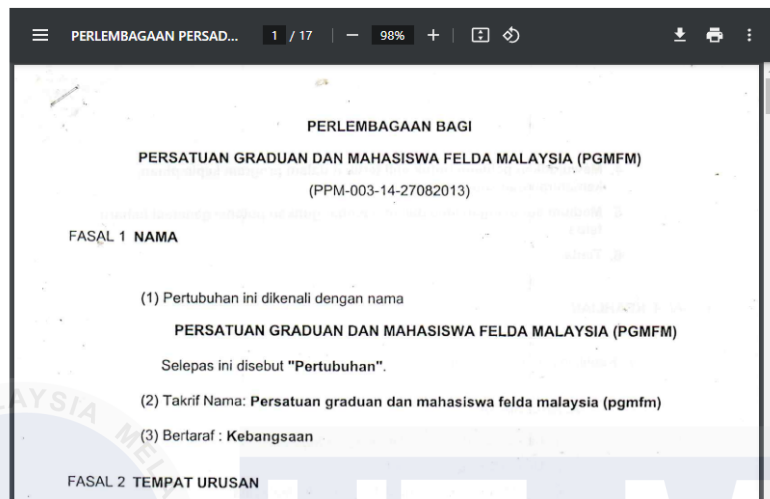 PERLEMBAGAAN PERSAD... 1 / 17 98%
PERLEMBAGAAN BAGI
PERSATUAN GRADUAN DAN MAHASISWA FELDA MALAYSIA (PGMFM)
(PPM-003-14-27082013)
FASAL 1 NAMA
(1) Pertubuhan ini dikenali dengan nama
PERSATUAN GRADUAN DAN MAHASISWA FELDA MALAYSIA (PGMFM)
Selepas ini disebut "Pertubuhan".
(2) Takrif Nama: Persatuan graduan dan mahasiswa felda malaysia (pgmfm)
(3) Bertaraf : Kebangsaan
FASAL 2 TEMPAT URUSAN